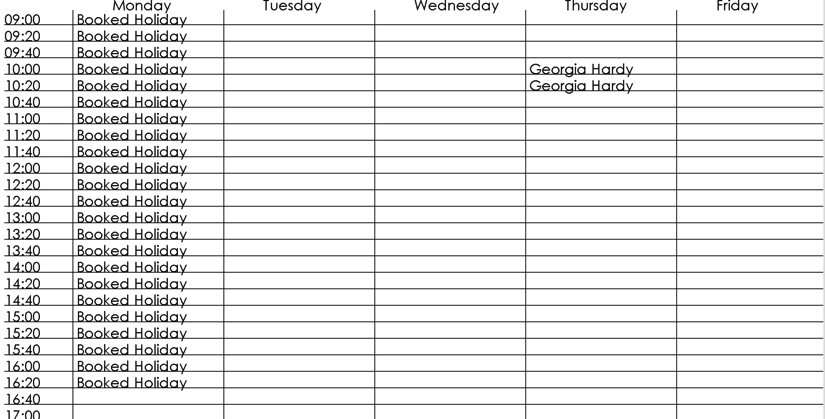 Monday Tuesday Wednesday Thursday Friday
09:00 Booked Holiday
09:20 Booked Holiday
09:40 Booked Holiday
10:00 Booked Holiday Georgia Hardy
10:20 Booked Holiday Georgia Hardy
10:40 Booked Holiday
11:00 Booked Holiday
11:20 Booked Holiday
11:40 Booked Holiday
12:00 Booked Holiday
12:20 Booked Holiday
12:40 Booked Holiday
13:00 Booked Holiday
13:20 Booked Holiday
13:40 Booked Holiday
14:00 Booked Holiday
14:20 Booked Holiday
14:40 Booked Holiday
15:00 Booked Holiday
15:20 Booked Holiday
15:40 Booked Holiday
16:00 Booked Holiday
16:20 Booked Holiday
16:40
17:00